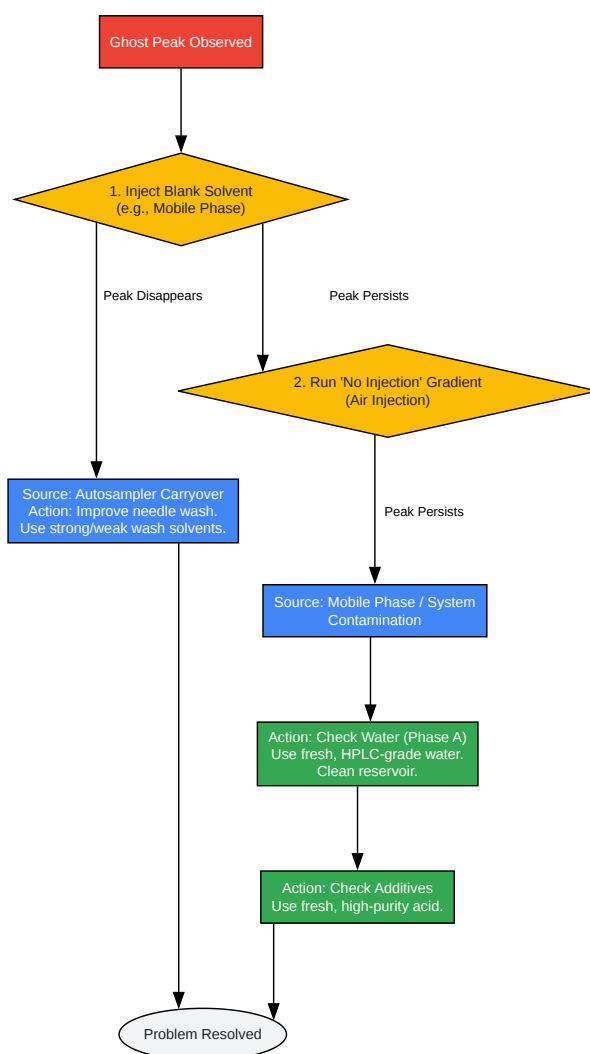 Ghost Peak Observed
1. Inject Blank Solvent
(e.g., Mobile Phase)
Peak Disappears
Peak Persists
2. Run 'No Injection' Gradient
(Air Injection)
Source: Autosampler Carryover
Action: Improve needle wash.
Use strong/weak wash solvents.
Peak Persists
Source: Mobile Phase / System
Contamination
Action: Check Water (Phase A)
Use fresh, HPLC-grade water.
Clean reservoir.
Action: Check Additives
Use fresh, high-purity acid.
Problem Resolved